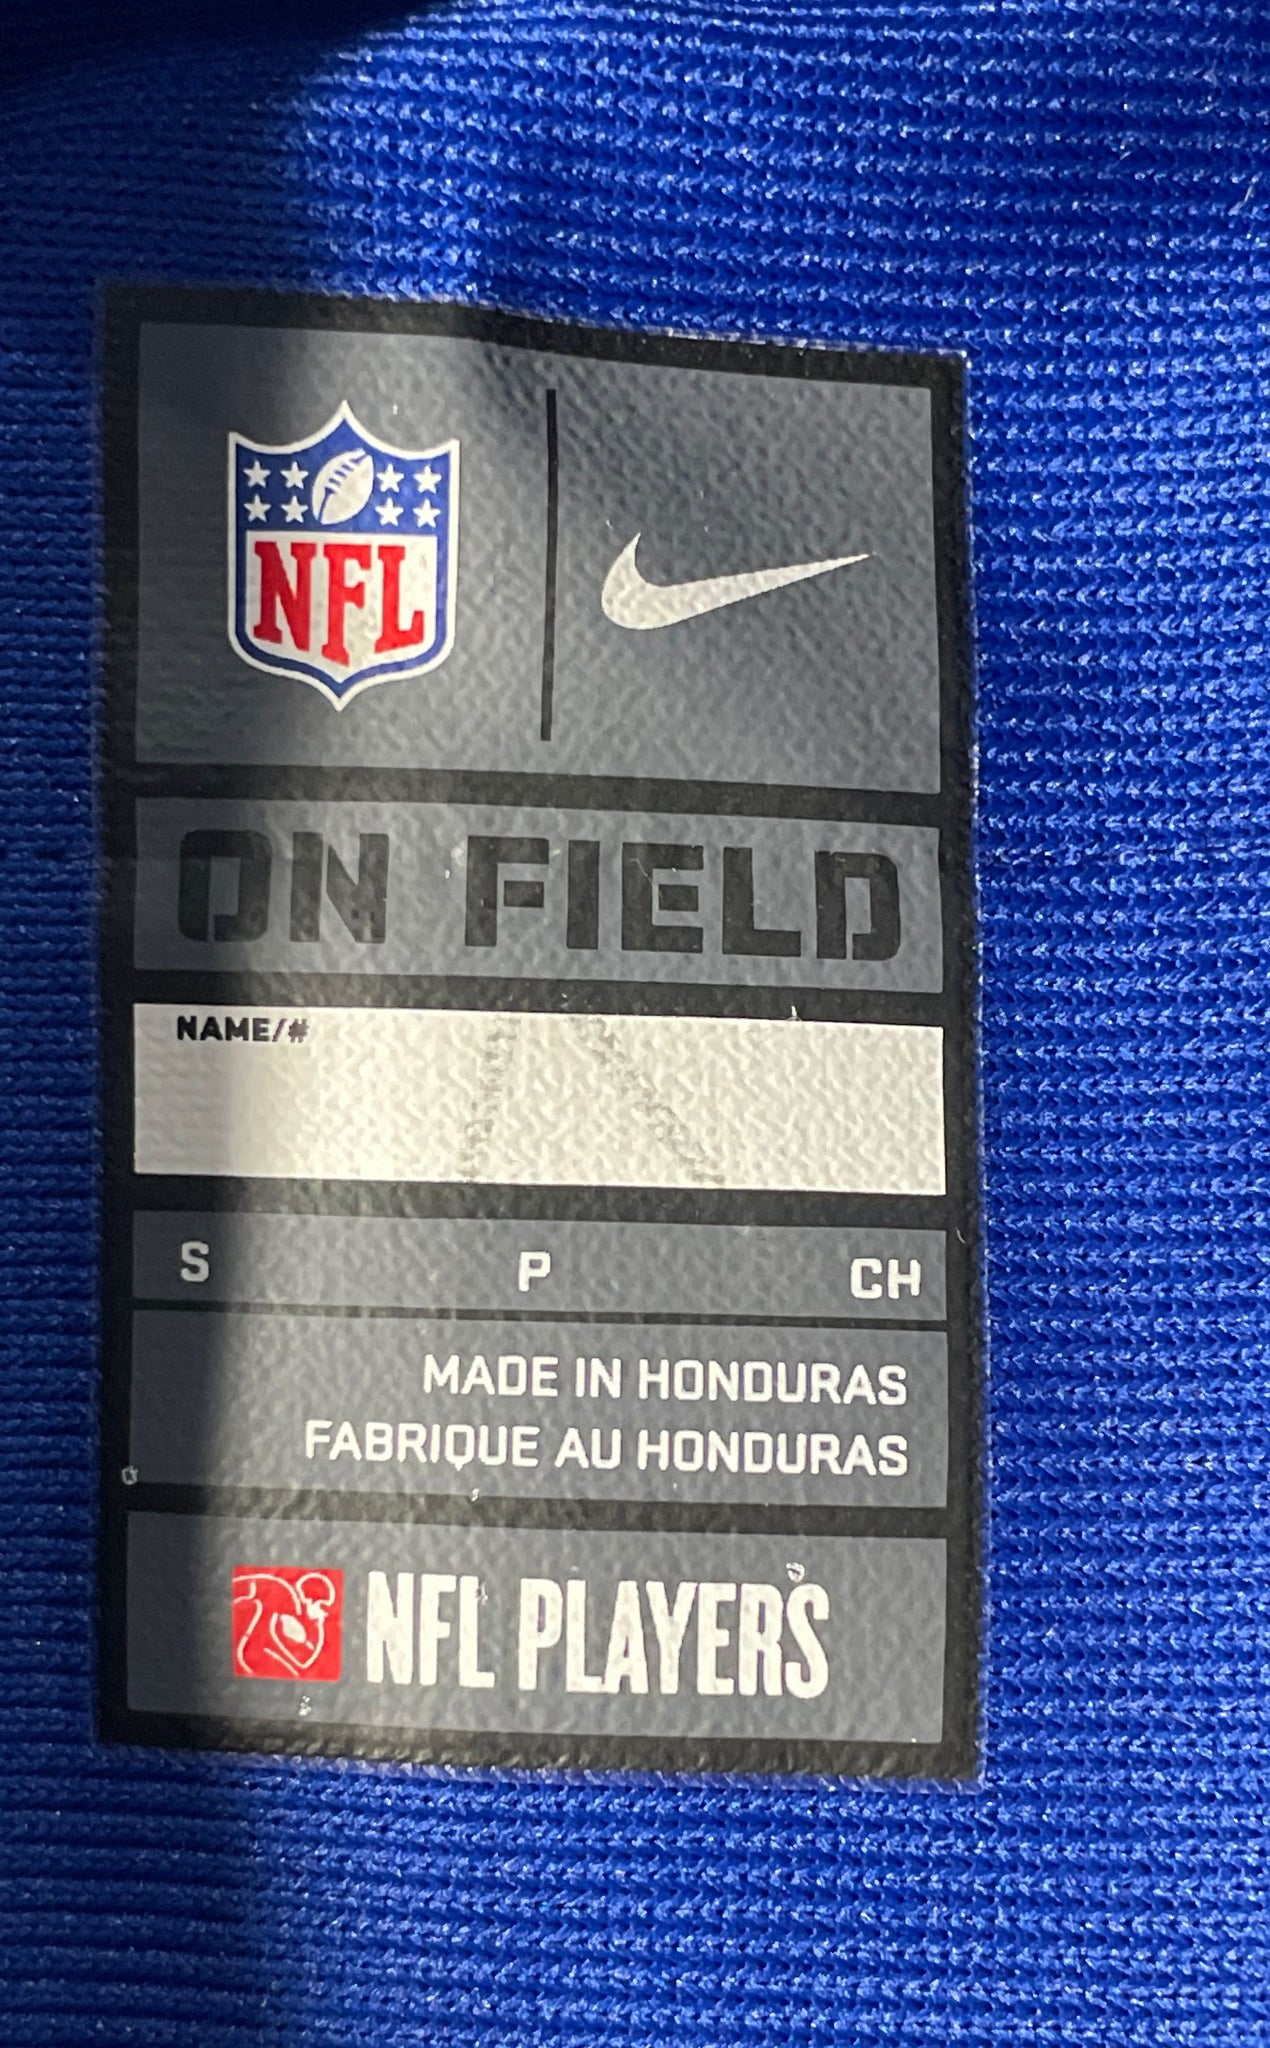 NFL
ON FIELD
NAME/#
S P CH
MADE IN HONDURAS
FABRIQUE AU HONDURAS
NFL PLAYERS